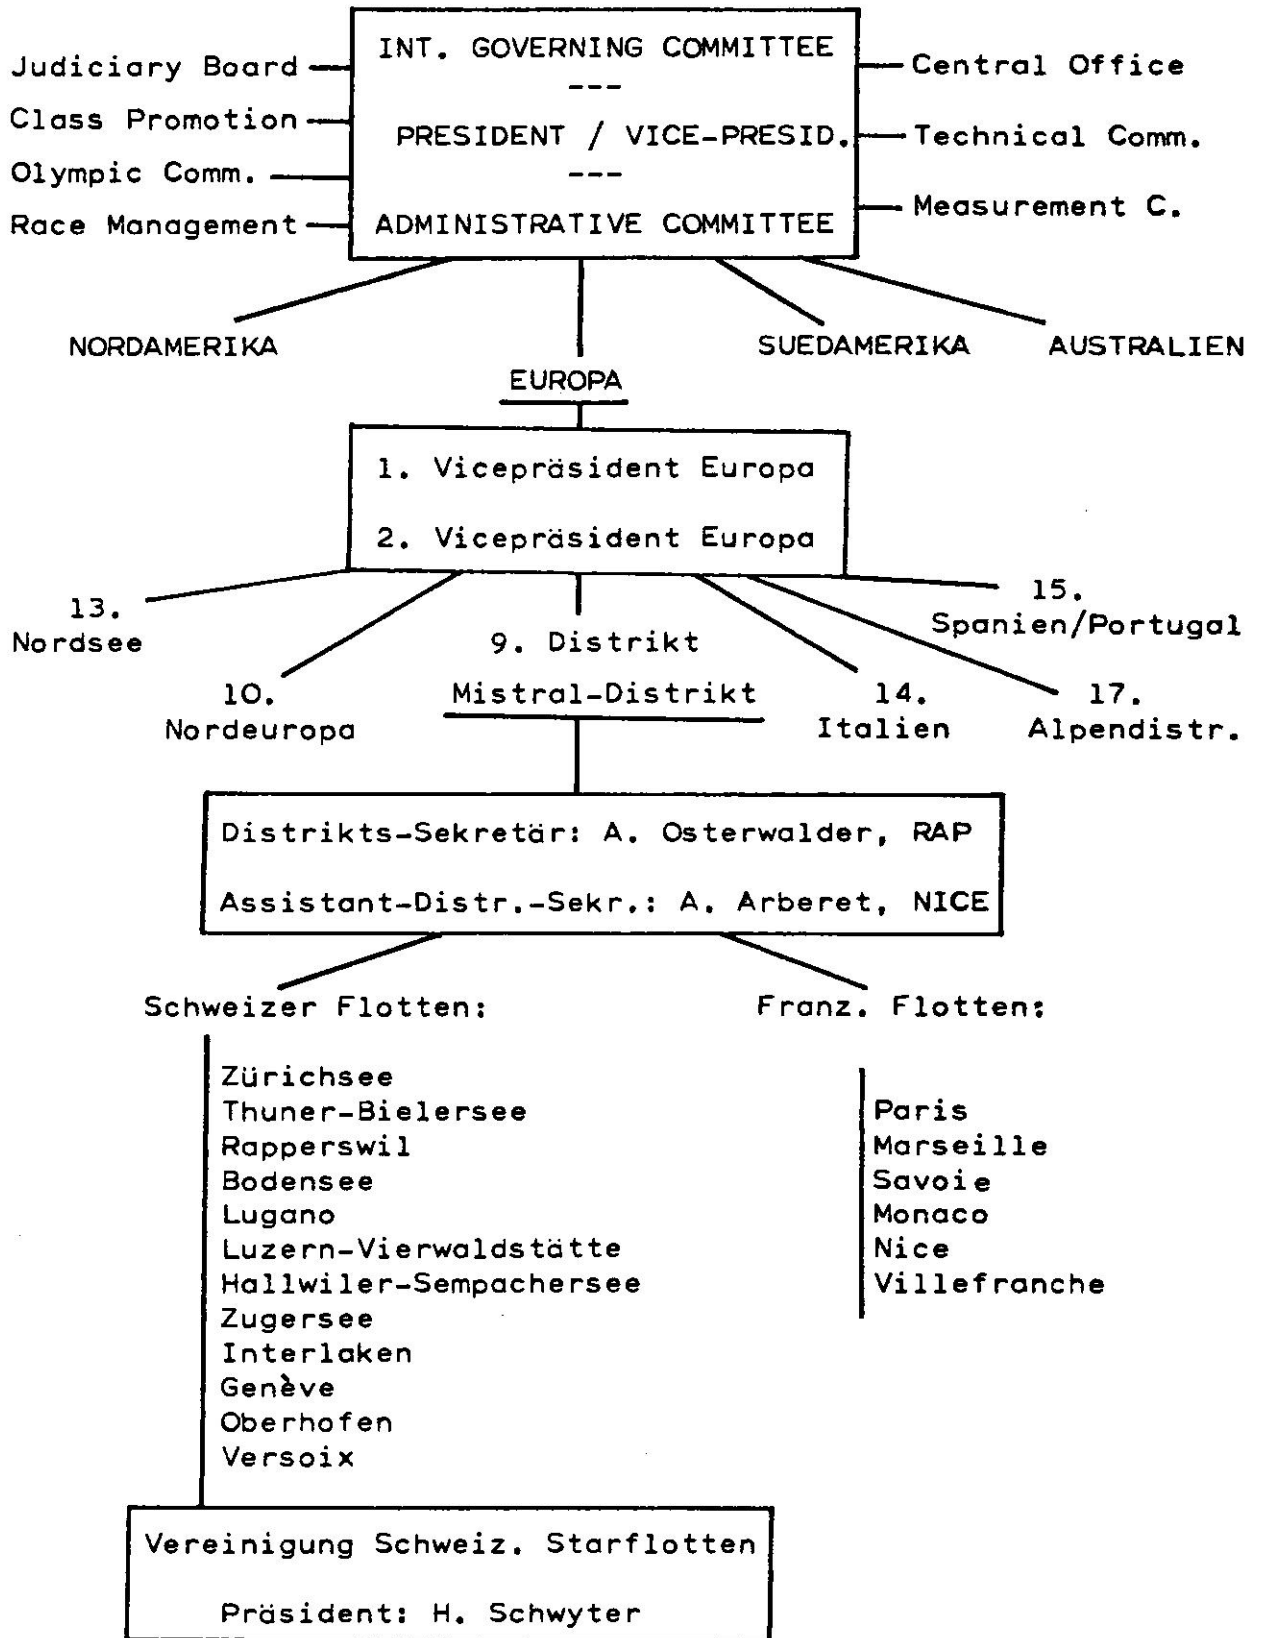 INT. GOVERNING COMMITTEE
---
PRESIDENT / VICE-PRESID.
---
ADMINISTRATIVE COMMITTEE
Judiciary Board
Class Promotion
Olympic Comm.
Race Management
Central Office
Technical Comm.
Measurement C.
NORDAMERIKA
EUROPA
SUEDAMERIKA
AUSTRALIEN
1. Vicepräsident Europa
2. Vicepräsident Europa
13.
Nordsee
10.
Nordeuropa
9. Distrikt
Mistral-Distrikt
14.
Italien
17.
Alpendistr.
15.
Spanien/Portugal
Distrikts-Sekretär: A. Osterwalder, RAP
Assistant-Distr.-Sekr.: A. Arberet, NICE
Schweizer Flotten:
Zürichsee
Thuner-Bielersee
Rapperswil
Bodensee
Lugano
Luzern-Vierwaldstätte
Hallwiler-Sempachersee
Zugersee
Interlaken
Genève
Oberhofen
Versoix
Franz. Flotten:
Paris
Marseille
Savoie
Monaco
Nice
Villefranche
Vereinigung Schweiz. Starflotten
Präsident: H. Schwyter